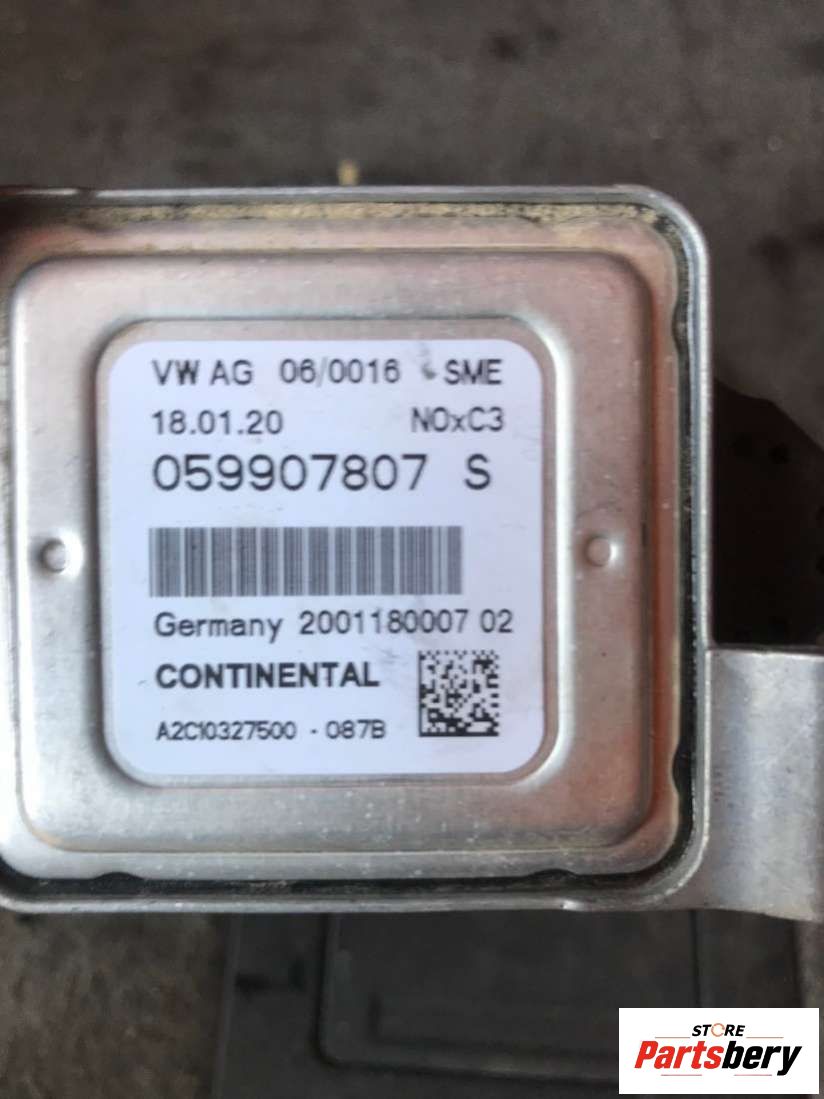 VW AG 06/0016 SME
18.01.20 NOxC3
059907807 S
Germany 2001180007 02
CONTINENTAL
A2C10327500 - 087B
STORE
Partsbery